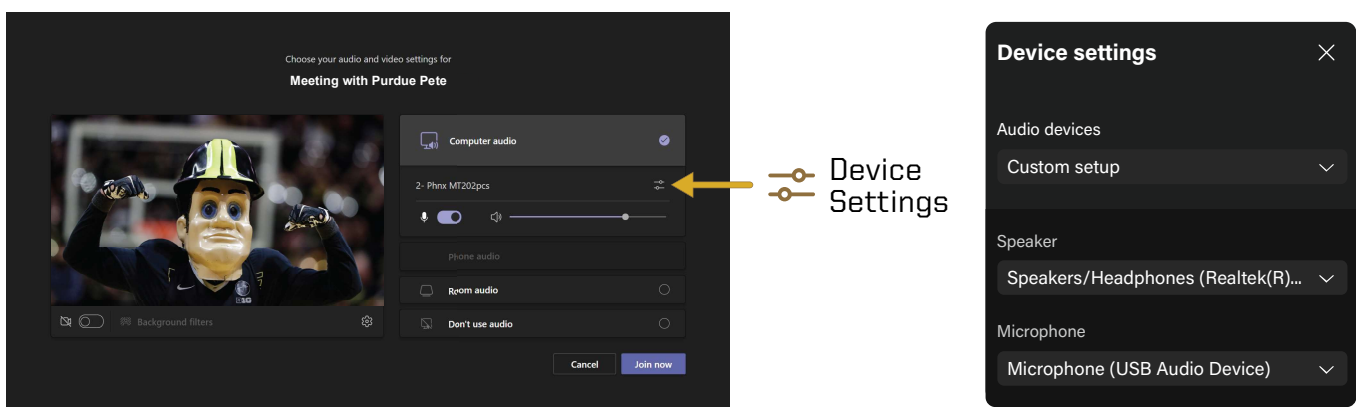 Choose your audio and video settings for
Meeting with Purdue Pete
Computer audio
2- Phnx MT202pcs
Phone audio
Room audio
Don't use audio
Background filters
Cancel
Join now
B1G
Device
Settings
Device settings
Audio devices
Custom setup
Speaker
Speakers/Headphones (Realtek(R)...
Microphone
Microphone (USB Audio Device)